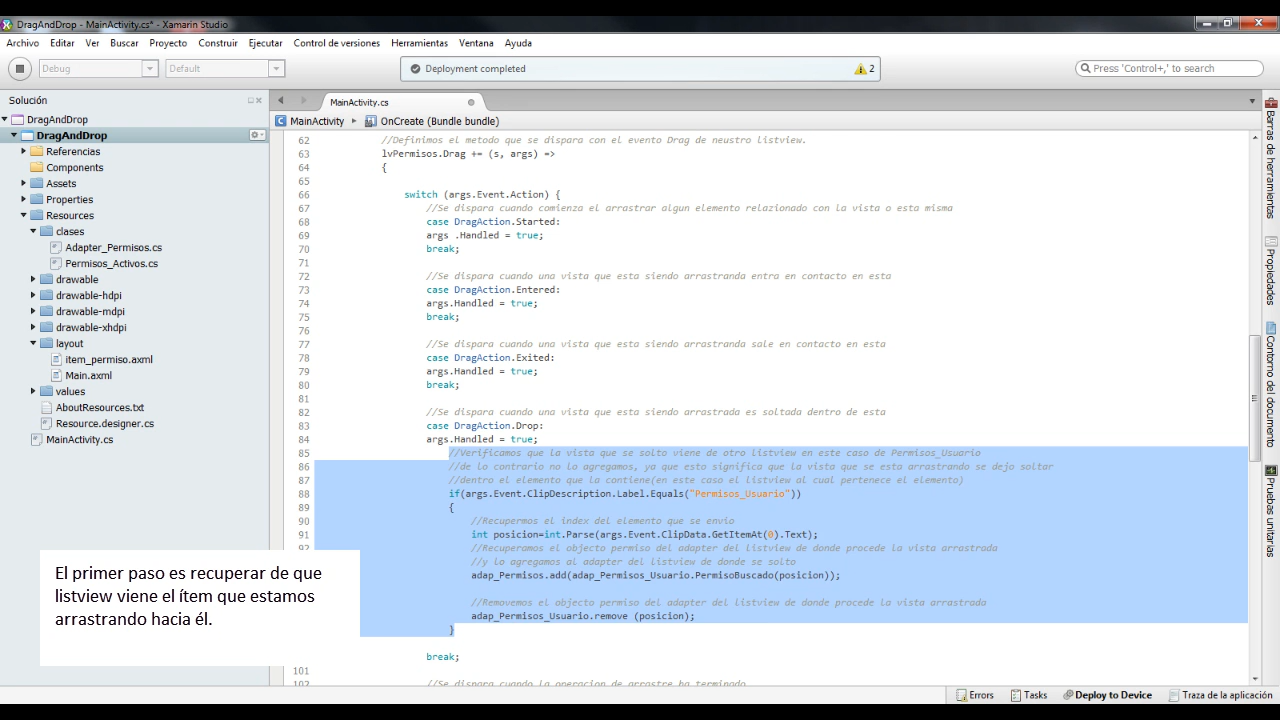 DragAndDrop - MainActivity.cs* - Xamarin Studio
Archivo Editar Ver Buscar Proyecto Construir Ejecutar Control de versiones Herramientas Ventana Ayuda
Debug Default Deployment completed 2 Press 'Control+,' to search
Solución
DragAndDrop
DragAndDrop
Referencias
Components
Assets
Properties
Resources
clases
Adapter_Permisos.cs
Permisos_Activos.cs
drawable
drawable-hdpi
drawable-mdpi
drawable-xhdpi
layout
item_permiso.axml
Main.axml
values
AboutResources.txt
Resource.designer.cs
MainActivity.cs
MainActivity.cs
MainActivity OnCreate (Bundle bundle)
62 //Definimos el metodo que se dispara con el evento Drag de neustro listview.
63 lvPermisos.Drag += (s, args) =>
64 {
65
66 switch (args.Event.Action) {
67 //Se dispara cuando comienza el arrastrar algun elemento relazionado con la vista o esta misma
68 case DragAction.Started:
69 args .Handled = true;
70 break;
71
72 //Se dispara cuando una vista que esta siendo arrastranda entra en contacto en esta
73 case DragAction.Entered:
74 args.Handled = true;
75 break;
76
77 //Se dispara cuando una vista que esta siendo arrastranda sale en contacto en esta
78 case DragAction.Exited:
79 args.Handled = true;
80 break;
81
82 //Se dispara cuando una vista que esta siendo arrastrada es soltada dentro de esta
83 case DragAction.Drop:
84 args.Handled = true;
85 //Verificamos que la vista que se solto viene de otro listview en este caso de Permisos_Usuario
86 //de lo contrario no lo agregamos, ya que esto significa que la vista que se esta arrastrando se dejo soltar
87 //dentro el elemento que la contiene(en este caso el listview al cual pertenece el elemento)
88 if(args.Event.ClipDescription.Label.Equals("Permisos_Usuario"))
89 {
90 //Recupermos el index del elemento que se envio
91 int posicion=int.Parse(args.Event.ClipData.GetItemAt(0).Text);
92 //Recuperamos el objecto permiso del adapter del listview de donde procede la vista arrastrada
//y lo agregamos al adapter del listview de donde se solto
adap_Permisos.add(adap_Permisos_Usuario.PermisoBuscado(posicion));
//Removemos el objecto permiso del adapter del listview de donde procede la vista arrastrada
adap_Permisos_Usuario.remove (posicion);
}
break;
101
102 //Se dispara cuando la operacion de arrastre ha terminado
El primer paso es recuperar de que
listview viene el ítem que estamos
arrastrando hacia él.
Barras de herramientas
Propiedades
Contorno del documento
Pruebas unitarias
Errors Tasks Deploy to Device Traza de la aplicación